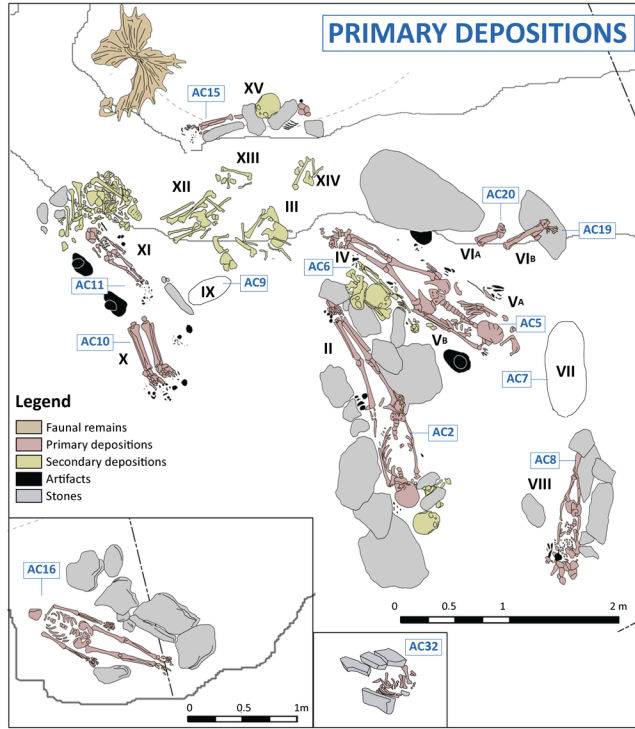 PRIMARY DEPOSITIONS
AC15
XV
XIII
XII
XIV
III
AC20
AC19
VIA
VIB
XI
IV
AC6
AC11
IX
AC9
VA
AC5
AC10
X
II
VB
AC7
VII
Legend
Faunal remains
Primary depositions
Secondary depositions
Artifacts
Stones
AC2
AC8
VIII
AC16
0 0.5 1 2 m
AC32
0 0.5 1m